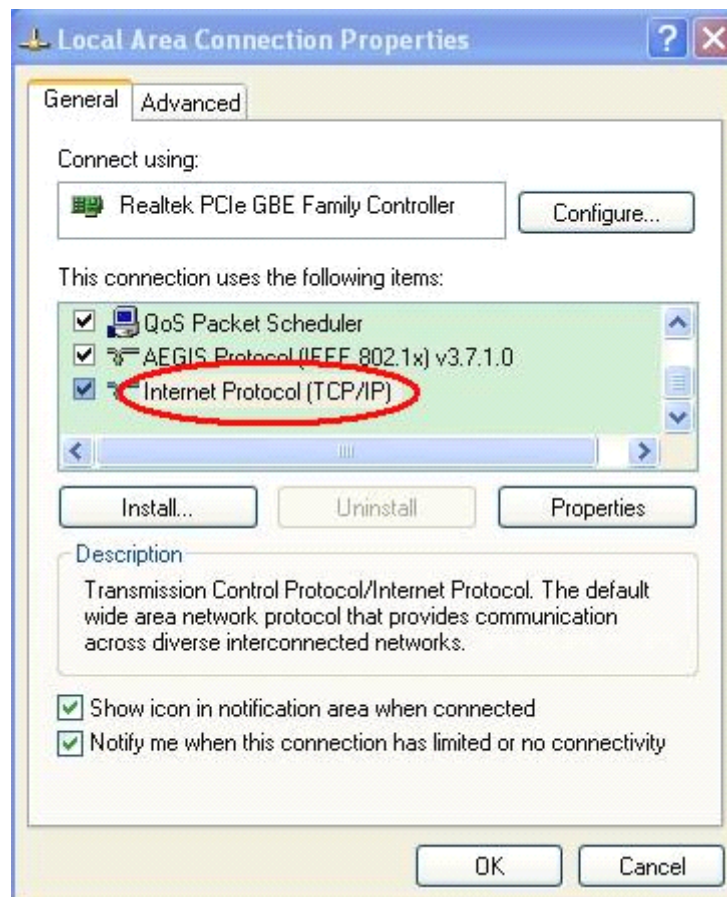 Local Area Connection Properties
General Advanced
Connect using:
Realtek PCIe GBE Family Controller
Configure...
This connection uses the following items:
QoS Packet Scheduler
AEGIS Protocol (IEEE 802.1x) v3.7.1.0
Internet Protocol (TCP/IP)
Install... Uninstall Properties
Description
Transmission Control Protocol/Internet Protocol. The default
wide area network protocol that provides communication
across diverse interconnected networks.
Show icon in notification area when connected
Notify me when this connection has limited or no connectivity
OK Cancel